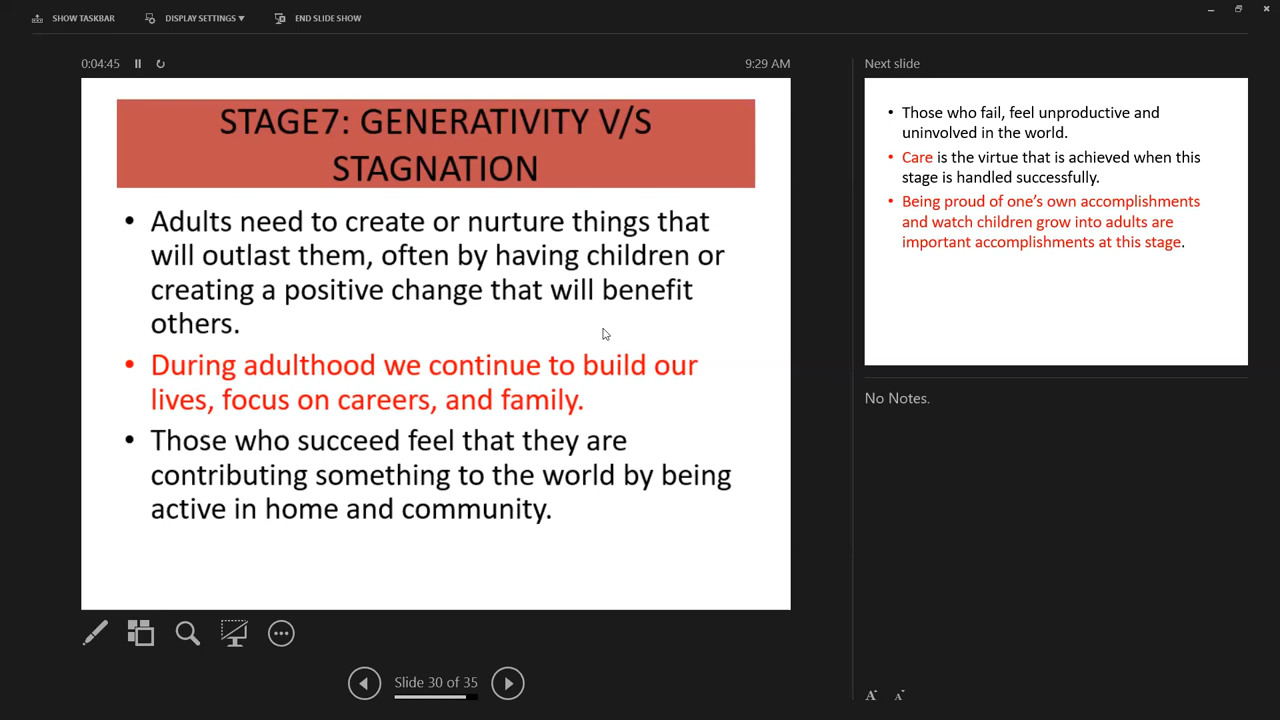 SHOW TASKBAR
DISPLAY SETTINGS ▼
END SLIDE SHOW
0:04:45
9:29 AM
STAGE7: GENERATIVITY V/S
STAGNATION
• Adults need to create or nurture things that
will outlast them, often by having children or
creating a positive change that will benefit
others.
• During adulthood we continue to build our
lives, focus on careers, and family.
• Those who succeed feel that they are
contributing something to the world by being
active in home and community.
Slide 30 of 35
Next slide
• Those who fail, feel unproductive and
uninvolved in the world.
• Care is the virtue that is achieved when this
stage is handled successfully.
• Being proud of one’s own accomplishments
and watch children grow into adults are
important accomplishments at this stage.
No Notes.
A A